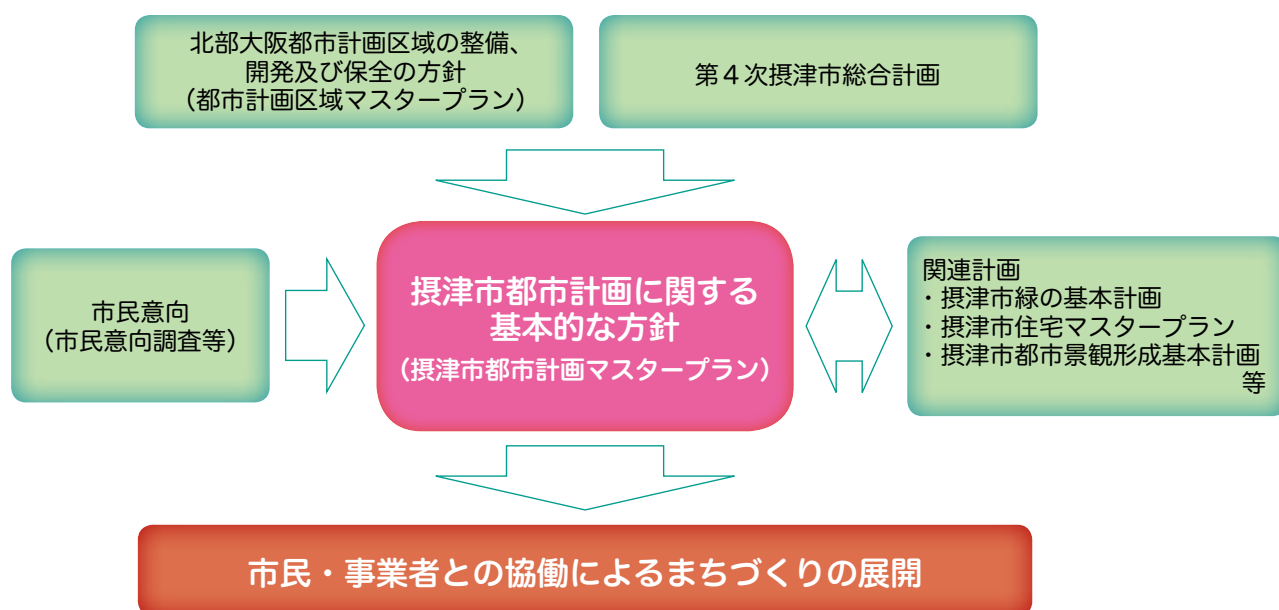 北部大阪都市計画区域の整備、
開発及び保全の方針
（都市計画区域マスタープラン）
第４次摂津市総合計画
市民意向
（市民意向調査等）
摂津市都市計画に関する
基本的な方針
（摂津市都市計画マスタープラン）
関連計画
・摂津市緑の基本計画
・摂津市住宅マスタープラン
・摂津市都市景観形成基本計画
等
市民・事業者との協働によるまちづくりの展開